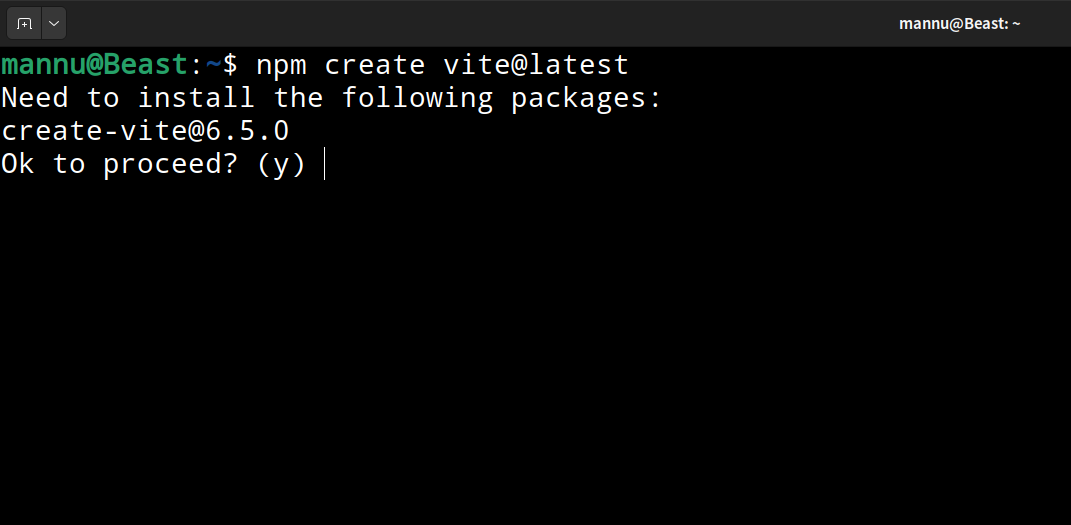 mannu@Beast: ~
mannu@Beast:~$ npm create vite@latest
Need to install the following packages:
create-vite@6.5.0
Ok to proceed? (y)